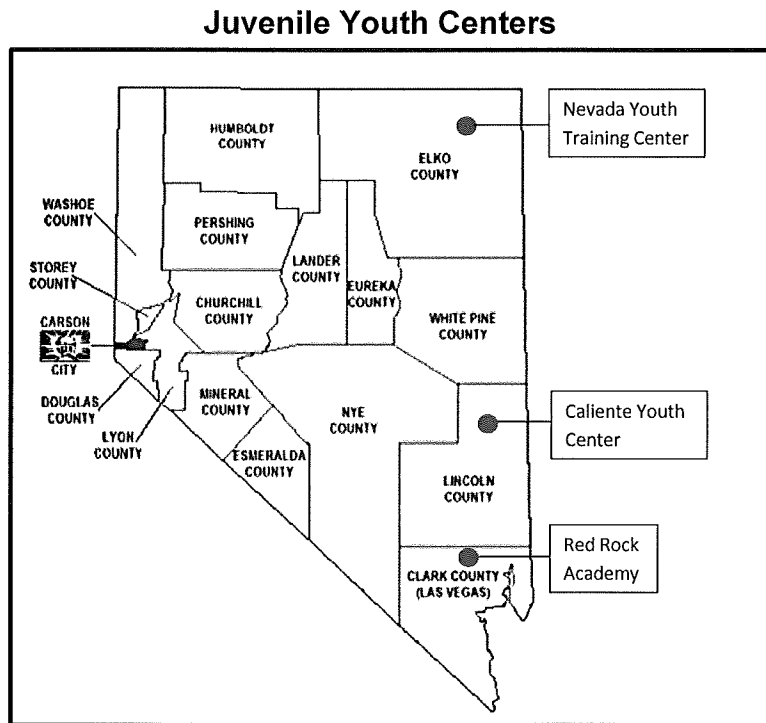 Juvenile Youth Centers
Nevada Youth
Training Center
HUMBOLDT
COUNTY
ELKO
COUNTY
WASHOE
COUNTY
PERSHING
COUNTY
LANDER
COUNTY
EUREKA
COUNTY
STOREY
COUNTY
CHURCHILL
COUNTY
WHITE PINE
COUNTY
CARSON
CITY
DOUGLAS
COUNTY
LYON
COUNTY
MINERAL
COUNTY
NYE
COUNTY
Caliente Youth
Center
ESMERALDA
COUNTY
LINCOLN
COUNTY
Red Rock
Academy
CLARK COUNTY
(LAS VEGAS)